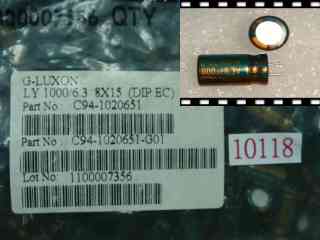 QTY
G-LUXON
LY 1000/6.3 8X15 (DIP EC)
Part No : C94-1020651
Part No : C94-1020651-G01
Lot No : 1100007356
10118